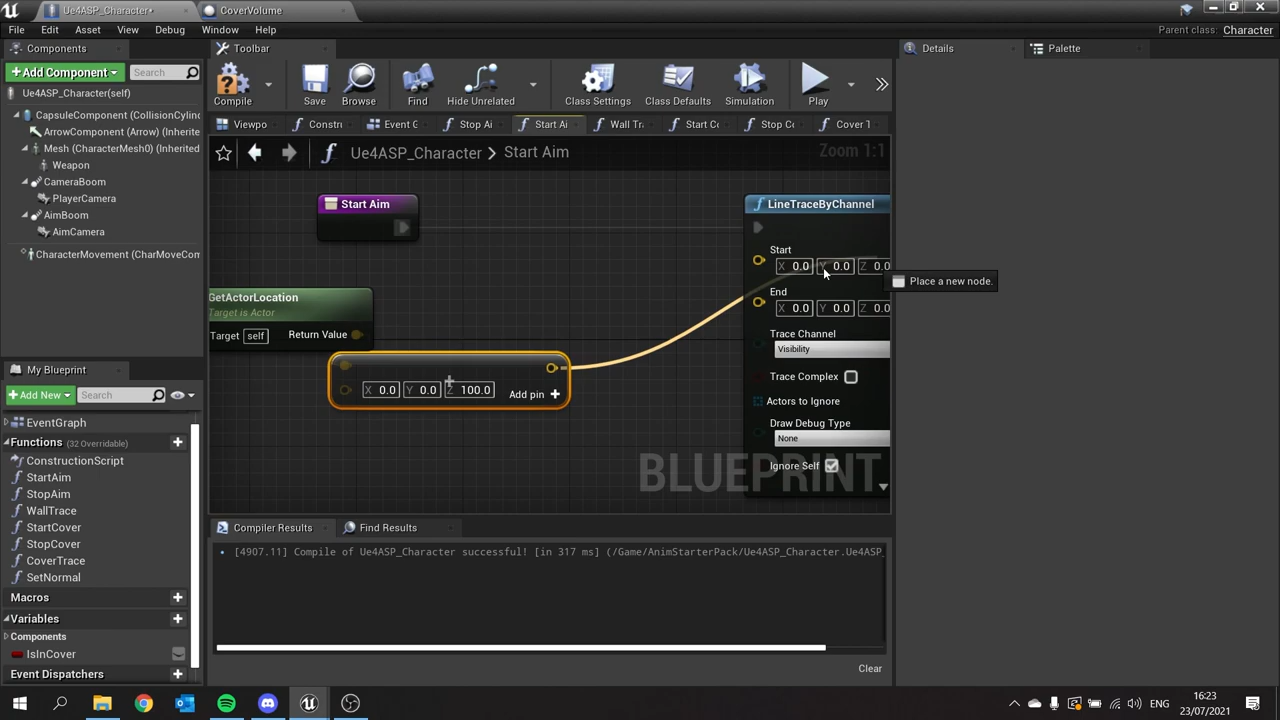 Ue4ASP_Character*
CoverVolume
File
Edit
Asset
View
Debug
Window
Help
Parent class:
Character
Components
Add Component
Search
Ue4ASP_Character(self)
CapsuleComponent (CollisionCylin
ArrowComponent (Arrow) (Inherite
Mesh (CharacterMesh0) (Inherited
Weapon
CameraBoom
PlayerCamera
AimBoom
AimCamera
CharacterMovement (CharMoveCom
Toolbar
Compile
Save
Browse
Find
Hide Unrelated
Class Settings
Class Defaults
Simulation
Play
Viewpo
Constru
Event G
Stop Ai
Start Ai
Wall Tr
Start Co
Stop Co
Cover T
Ue4ASP_Character > Start Aim
Zoom 1:1
Start Aim
GetActorLocation
Target is Actor
Target self
Return Value
X 0.0 Y 0.0 Z 100.0
Add pin
LineTraceByChannel
Start
X 0.0 Y 0.0 Z 0.0
End
X 0.0 Y 0.0 Z 0.0
Trace Channel
Visibility
Trace Complex
Actors to Ignore
Draw Debug Type
None
Ignore Self
Place a new node.
BLUEPRINT
Details
Palette
My Blueprint
Add New
Search
EventGraph
Functions (32 Overridable)
ConstructionScript
StartAim
StopAim
WallTrace
StartCover
StopCover
CoverTrace
SetNormal
Macros
Variables
Components
IsInCover
Event Dispatchers
Compiler Results
Find Results
[4907.11] Compile of Ue4ASP_Character successful! [in 317 ms] (/Game/AnimStarterPack/Ue4ASP_Character.Ue4ASP_
Clear
ENG
16:23
23/07/2021